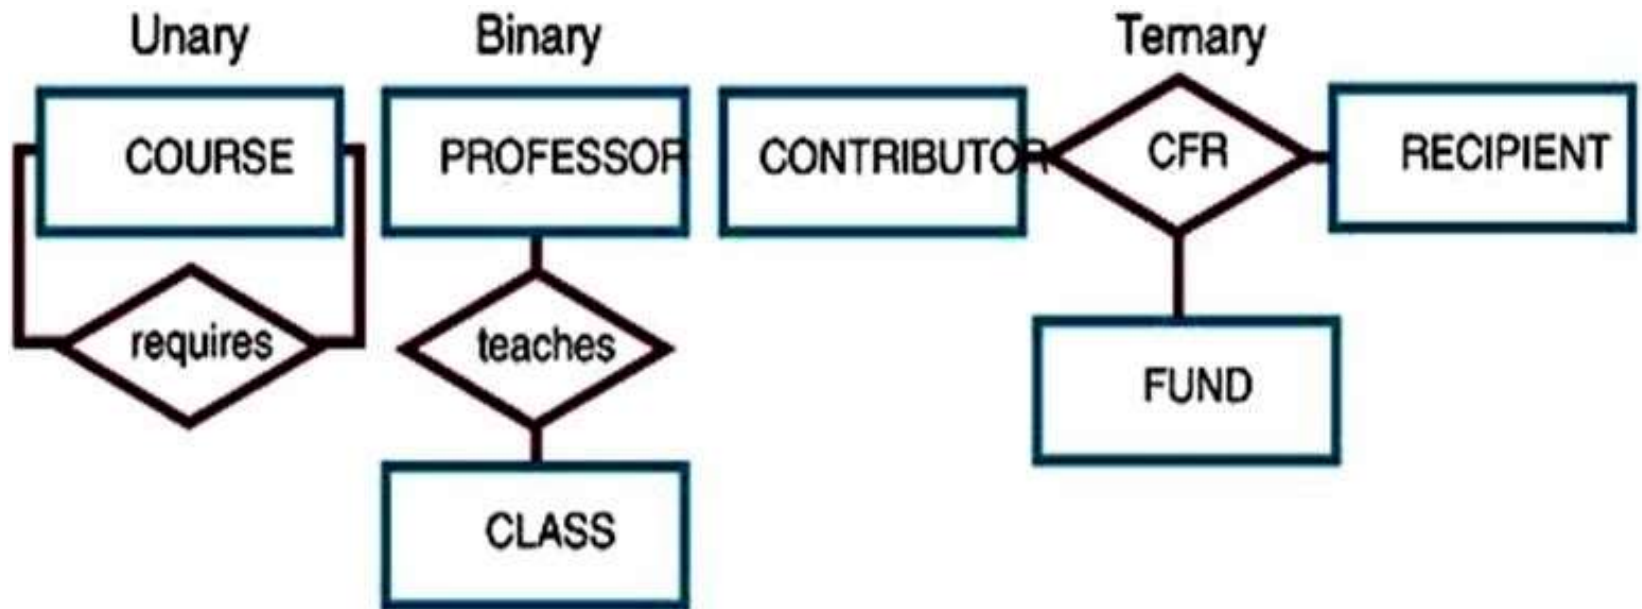 Unary
Binary
Ternary
COURSE
PROFESSOR
CONTRIBUTOR
CFR
RECIPIENT
requires
teaches
FUND
CLASS